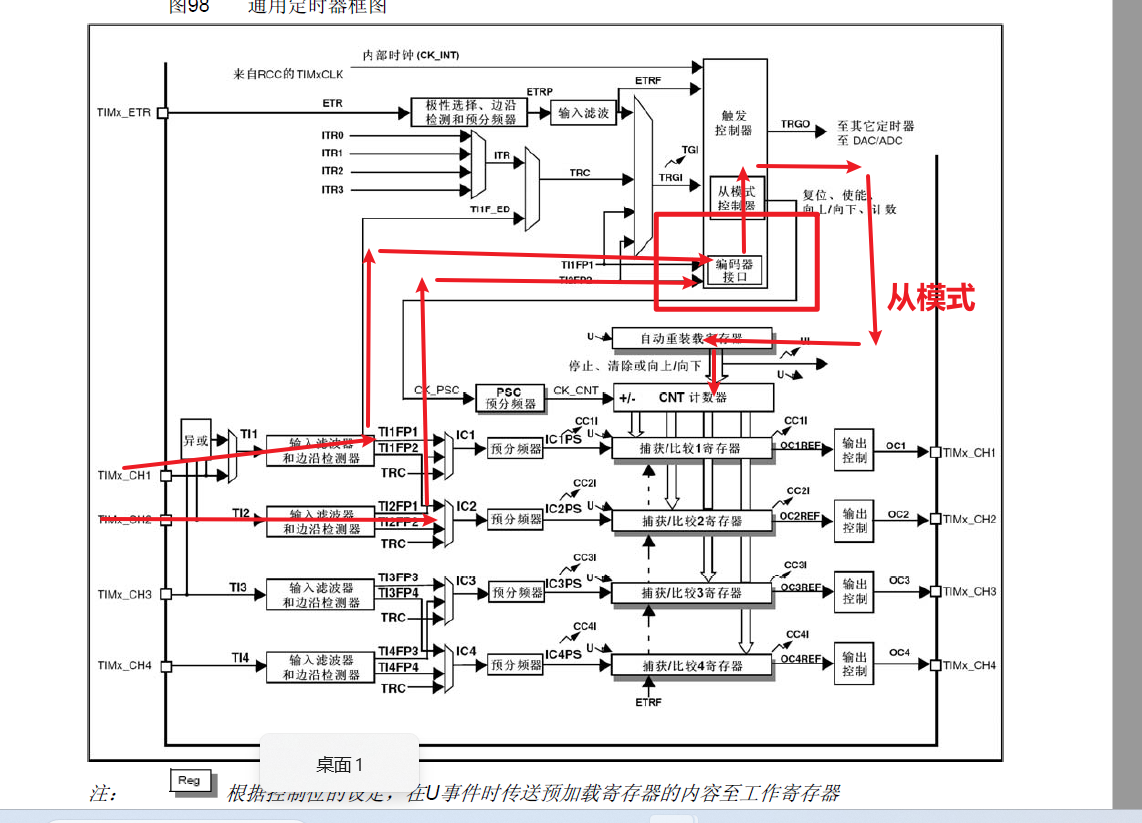 图98 通用定时器框图
内部时钟(CK_INT)
来自RCC的TIMxCLK
ETRF
TIMx_ETR
ETR
极性选择、边沿
检测和预分频器
ETRP
输入滤波
触发
控制器
TRGO
至其它定时器
至 DAC/ADC
ITR0
ITR1
ITR2
ITR3
ITR
TRC
TGI
TRGI
TI1F_ED
从模式
控制器
复位、使能、
向上/向下、计数
TI1FP1
编码器
接口
从模式
U
自动重装载寄存器
停止、清除或向上/向下
U
CK_PSC
PSC
预分频器
CK_CNT
+/-
CNT 计数器
异或
TI1
TIMx_CH1
输入滤波器
和边沿检测器
TI1FP1
TI1FP2
TRC
IC1
预分频器
IC1PS
CC1I
U
捕获/比较1寄存器
CC1I
OC1REF
输出
控制
OC1
TIMx_CH1
TIMx_CH2
TI2
输入滤波器
和边沿检测器
TI2FP1
TI2FP2
TRC
IC2
预分频器
IC2PS
CC2I
U
捕获/比较2寄存器
CC2I
OC2REF
输出
控制
OC2
TIMx_CH2
TIMx_CH3
TI3
输入滤波器
和边沿检测器
TI3FP3
TI3FP4
TRC
IC3
预分频器
IC3PS
CC3I
U
捕获/比较3寄存器
CC3I
OC3REF
输出
控制
OC3
TIMx_CH3
TIMx_CH4
TI4
输入滤波器
和边沿检测器
TI4FP3
TI4FP4
TRC
IC4
预分频器
IC4PS
CC4I
U
捕获/比较4寄存器
CC4I
OC4REF
输出
控制
OC4
TIMx_CH4
ETRF
桌面 1
注：
Reg
根据控制位的设定，在U事件时传送预加载寄存器的内容至工作寄存器